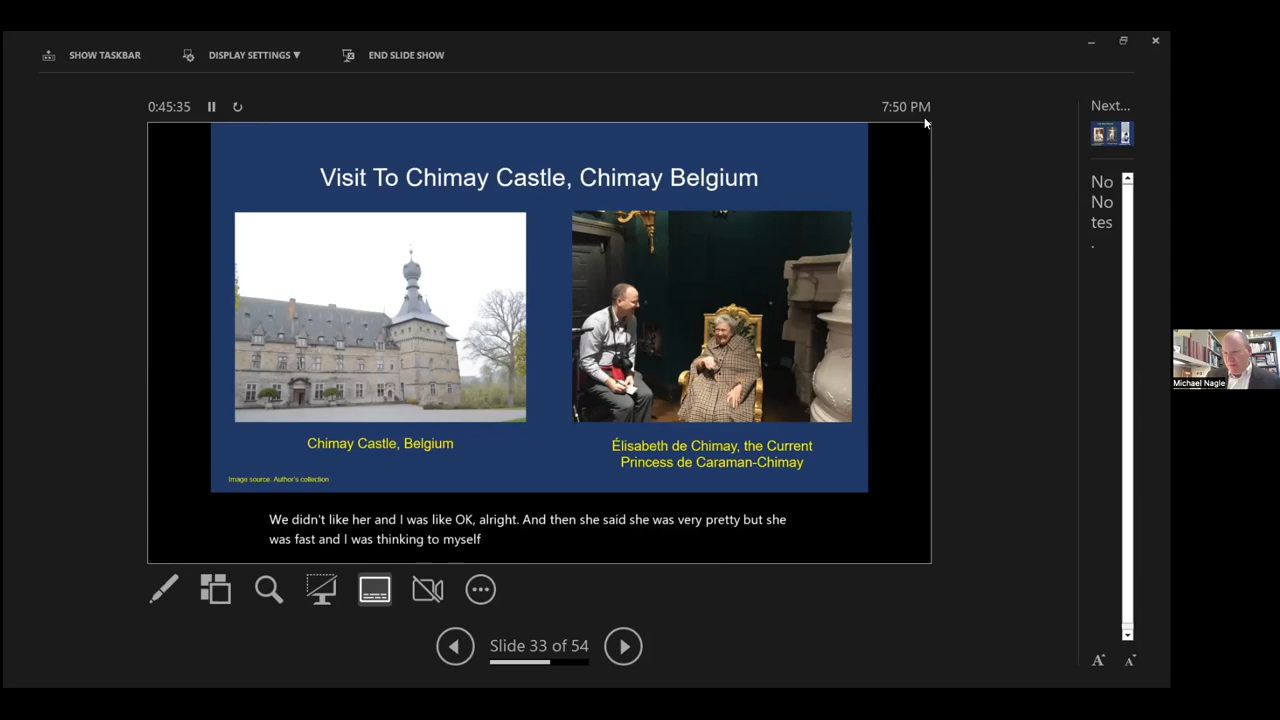 SHOW TASKBAR
DISPLAY SETTINGS ▼
END SLIDE SHOW
0:45:35
7:50 PM
Next...
Visit To Chimay Castle, Chimay Belgium
Chimay Castle, Belgium
Élisabeth de Chimay, the Current
Princess de Caraman-Chimay
Image source: Author's collection
We didn't like her and I was like OK, alright. And then she said she was very pretty but she
was fast and I was thinking to myself
No
No
tes
.
Michael Nagle
Slide 33 of 54
A A